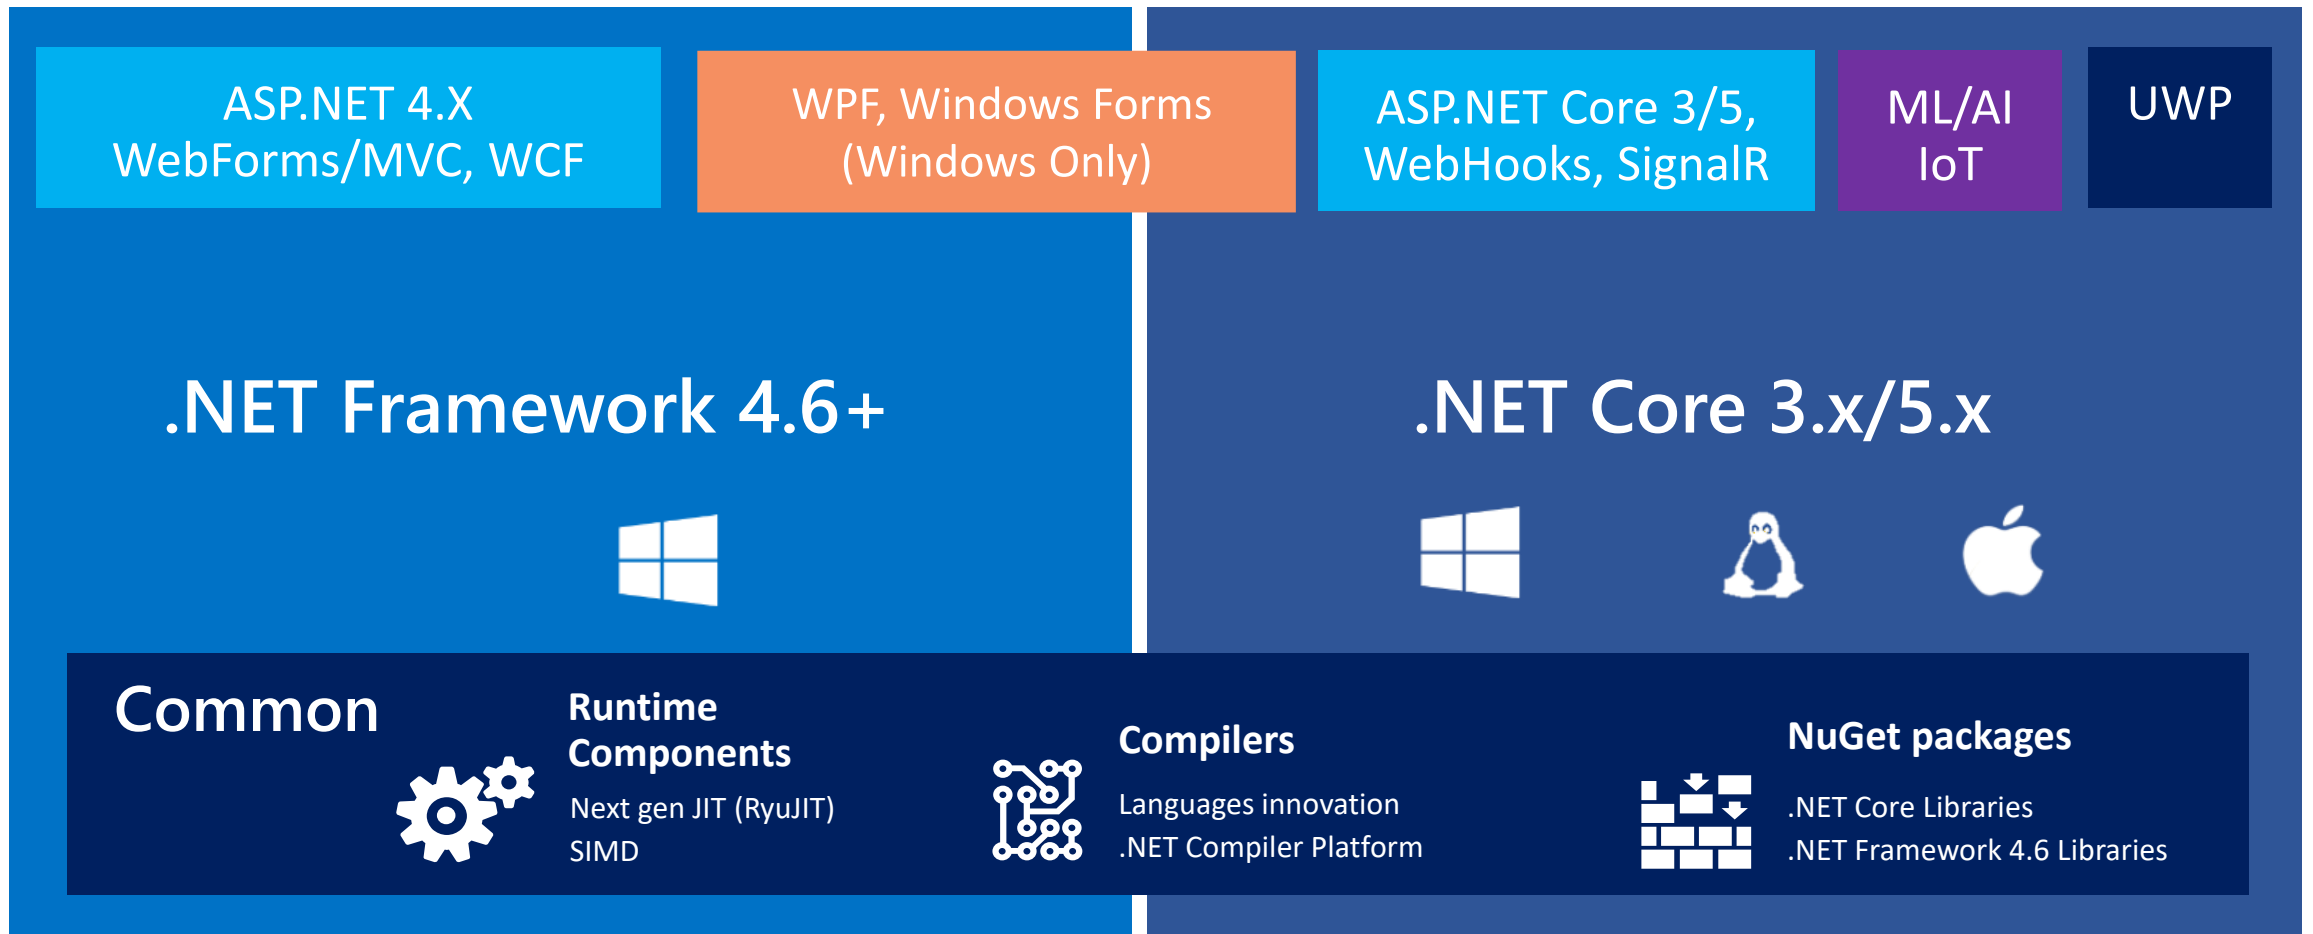 ASP.NET 4.X
WebForms/MVC, WCF
WPF, Windows Forms
(Windows Only)
ASP.NET Core 3/5,
WebHooks, SignalR
ML/AI
IoT
UWP
.NET Framework 4.6+
.NET Core 3.x/5.x
Common
Runtime
Components
Next gen JIT (RyuJIT)
SIMD
Compilers
Languages innovation
.NET Compiler Platform
NuGet packages
.NET Core Libraries
.NET Framework 4.6 Libraries